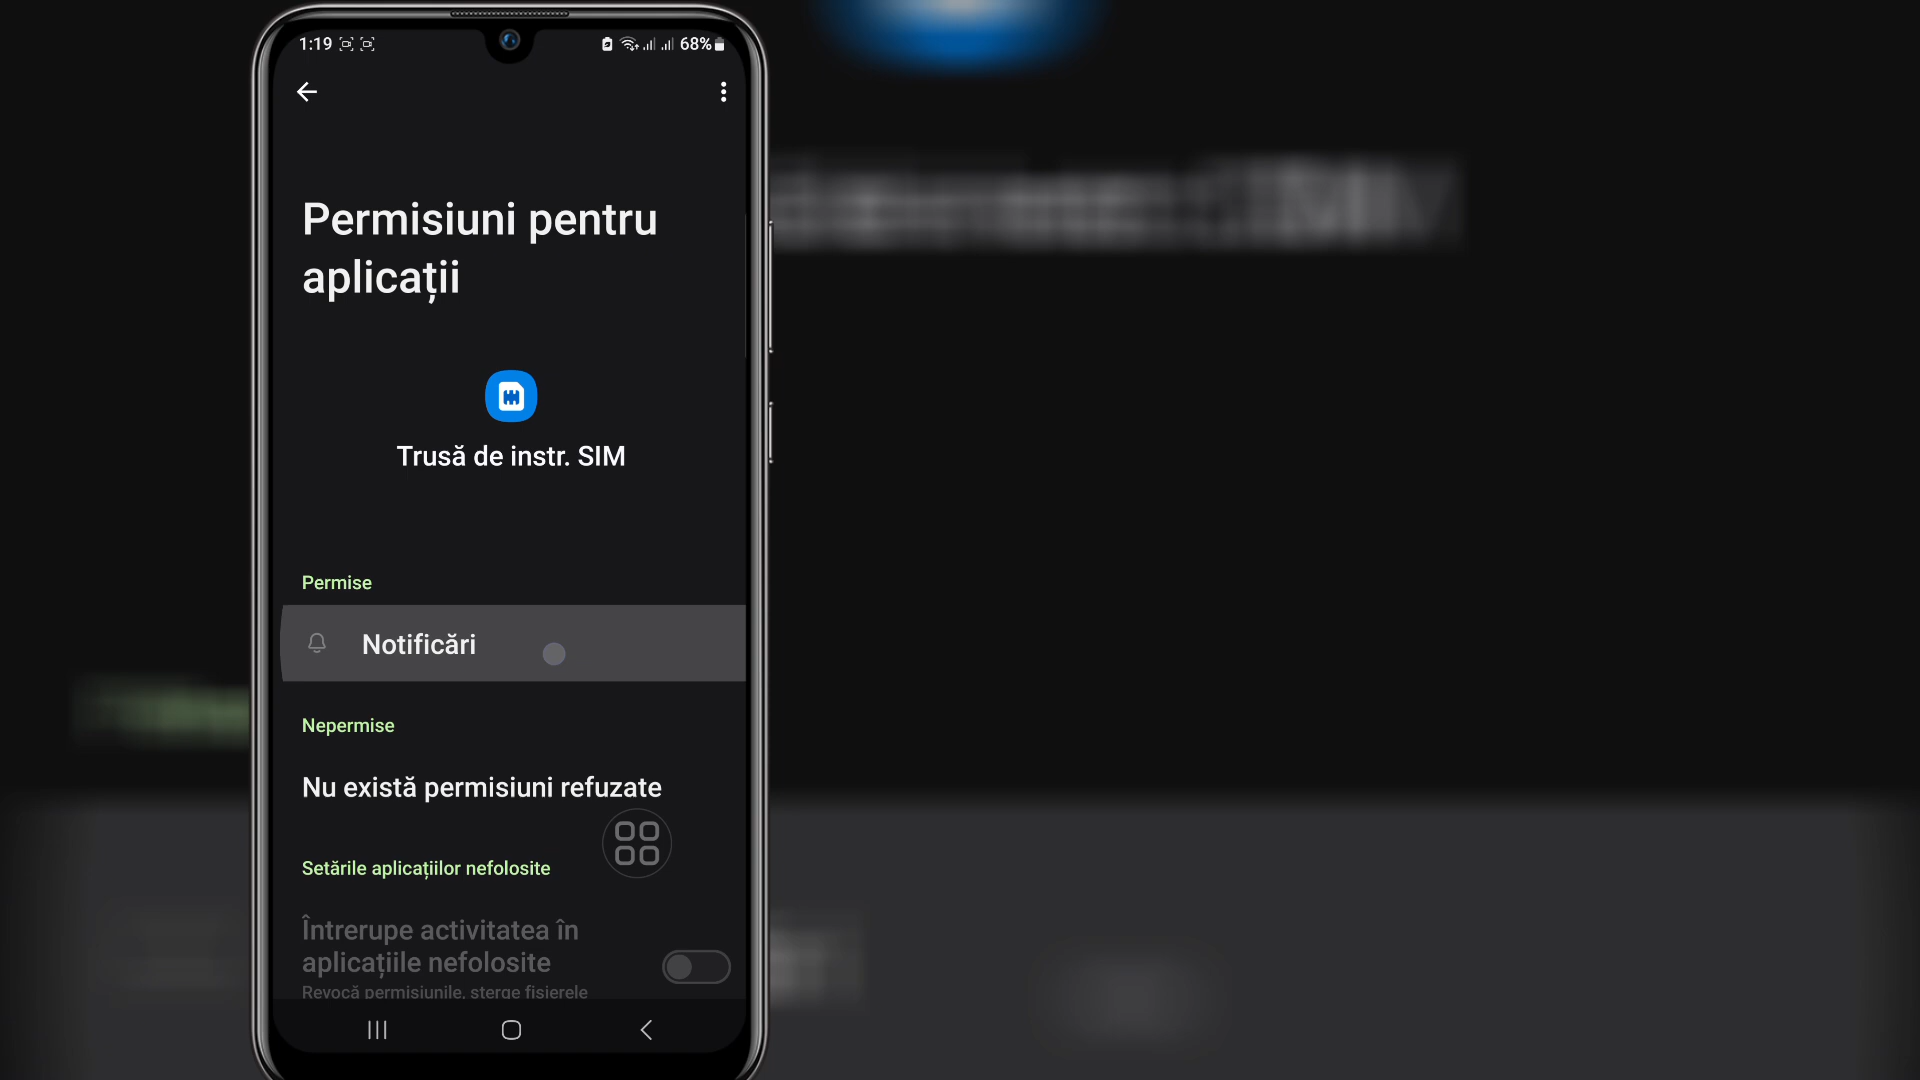 1:19
68%
Permisiuni pentru
aplicații
Trusă de instr. SIM
Permise
Notificări
Nepermise
Nu există permisiuni refuzate
Setările aplicațiilor nefolosite
Întrerupe activitatea în
aplicațiile nefolosite
Revocă permisiunile, șterge fișierele